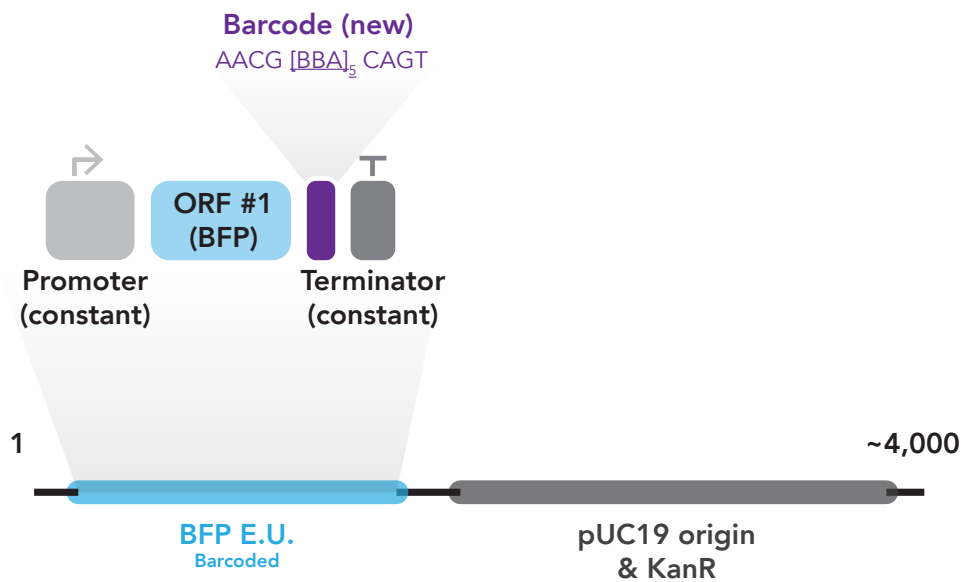 Barcode (new)
AACG [BBA]5 CAGT
ORF #1
(BFP)
Promoter
(constant)
Terminator
(constant)
1
~4,000
BFP E.U.
Barcoded
pUC19 origin
& KanR